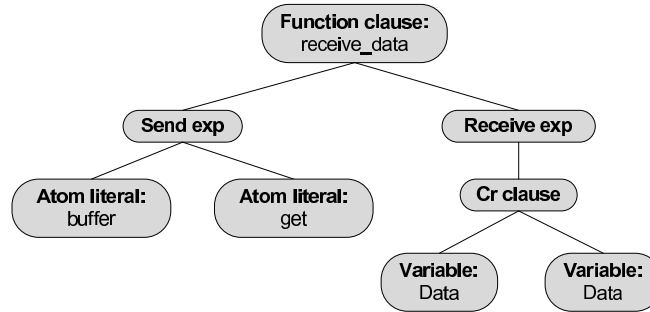 Function clause:
receive_data
Send exp
Receive exp
Atom literal:
buffer
Atom literal:
get
Cr clause
Variable:
Data
Variable:
Data